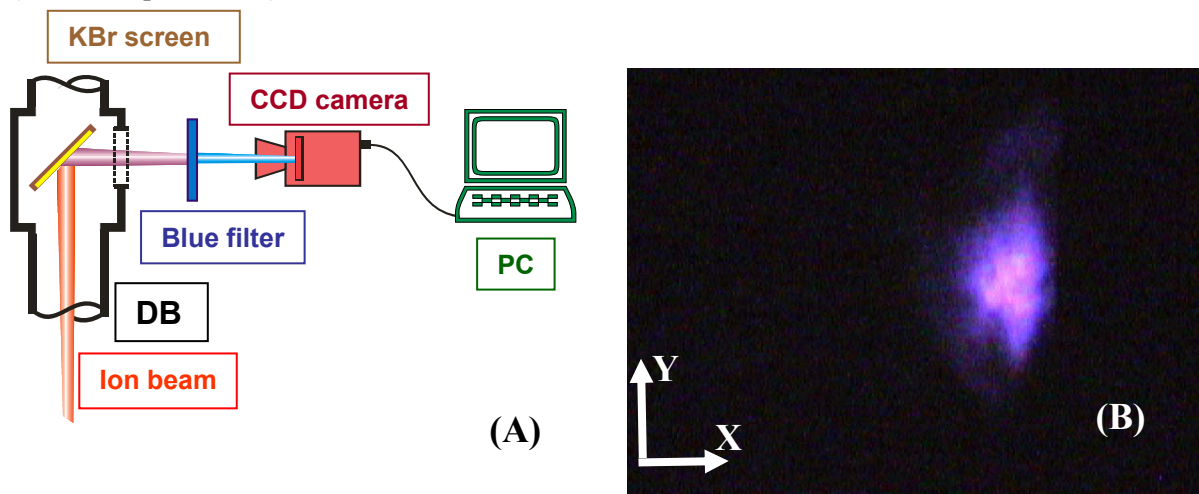 KBr screen
CCD camera
Blue filter
PC
DB
Ion beam
(A)
Y
X
(B)